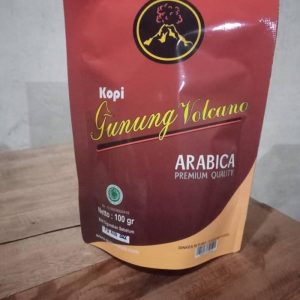 Kopi
Gunung Volcano
ARABICA
PREMIUM QUALITY
Netto : 100 gr